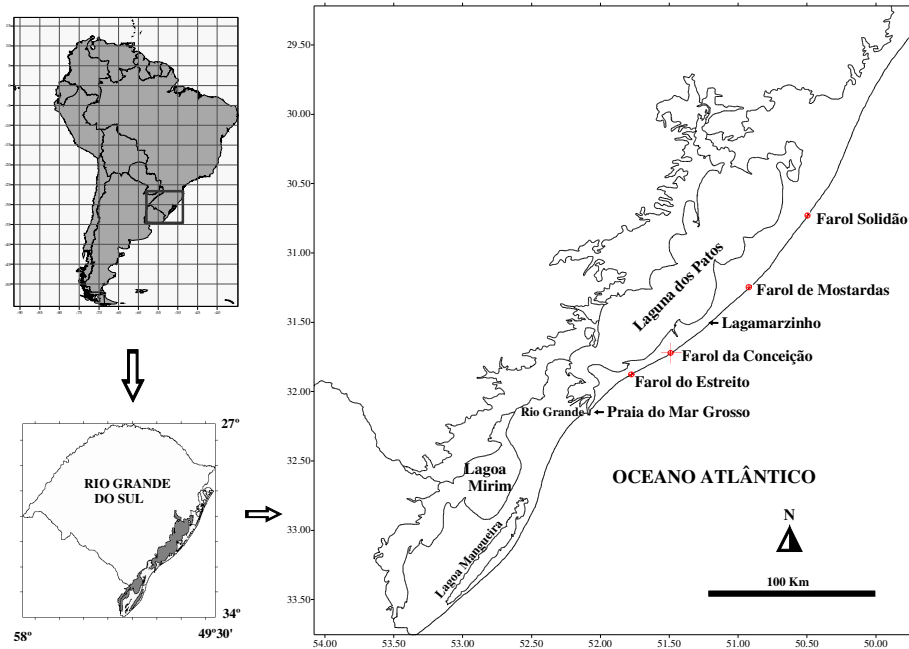 29.50
30.00
30.50
31.00
31.50
32.00
32.50
33.00
33.50
54.00
53.50
53.00
52.50
52.00
51.50
51.00
50.50
50.00
Farol Solidão
Laguna dos Patos
Farol de Mostardas
Lagamarzinho
Farol da Conceição
Farol do Estreito
Rio Grande
Praia do Mar Grosso
Lagoa
Mirim
Lagoa Mangueira
OCEANO ATLÂNTICO
N
100 Km
27º
RIO GRANDE
DO SUL
34º
58º
49º30'